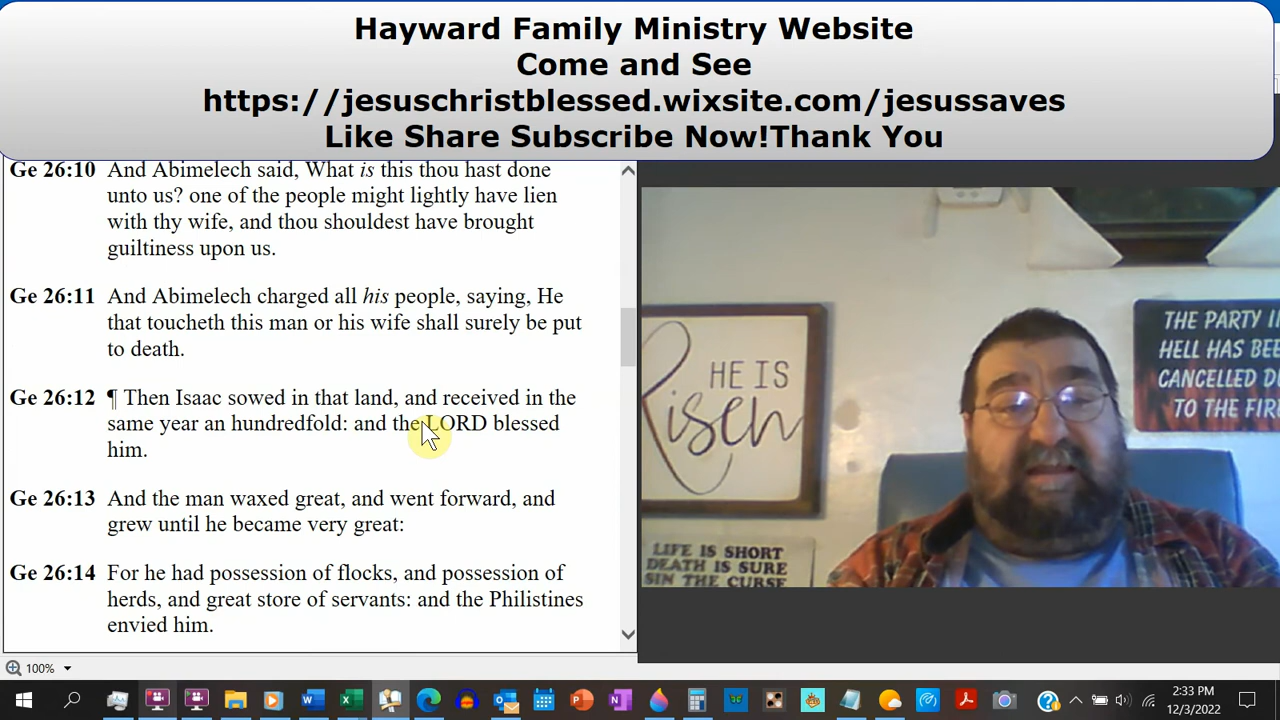 Hayward Family Ministry Website
Come and See
https://jesuschristblessed.wixsite.com/jesussaves
Like Share Subscribe Now!Thank You
Ge 26:10 And Abimelech said, What is this thou hast done
unto us? one of the people might lightly have lien
with thy wife, and thou shouldest have brought
guiltiness upon us.
Ge 26:11 And Abimelech charged all his people, saying, He
that toucheth this man or his wife shall surely be put
to death.
Ge 26:12 ¶ Then Isaac sowed in that land, and received in the
same year an hundredfold: and the LORD blessed
him.
Ge 26:13 And the man waxed great, and went forward, and
grew until he became very great:
Ge 26:14 For he had possession of flocks, and possession of
herds, and great store of servants: and the Philistines
envied him.
HE IS
Risen
LIFE IS SHORT
DEATH IS SURE
SIN THE CURSE
THE PARTY I
HELL HAS BEE
CANCELLED DU
TO THE FIR
100%
2:33 PM
12/3/2022